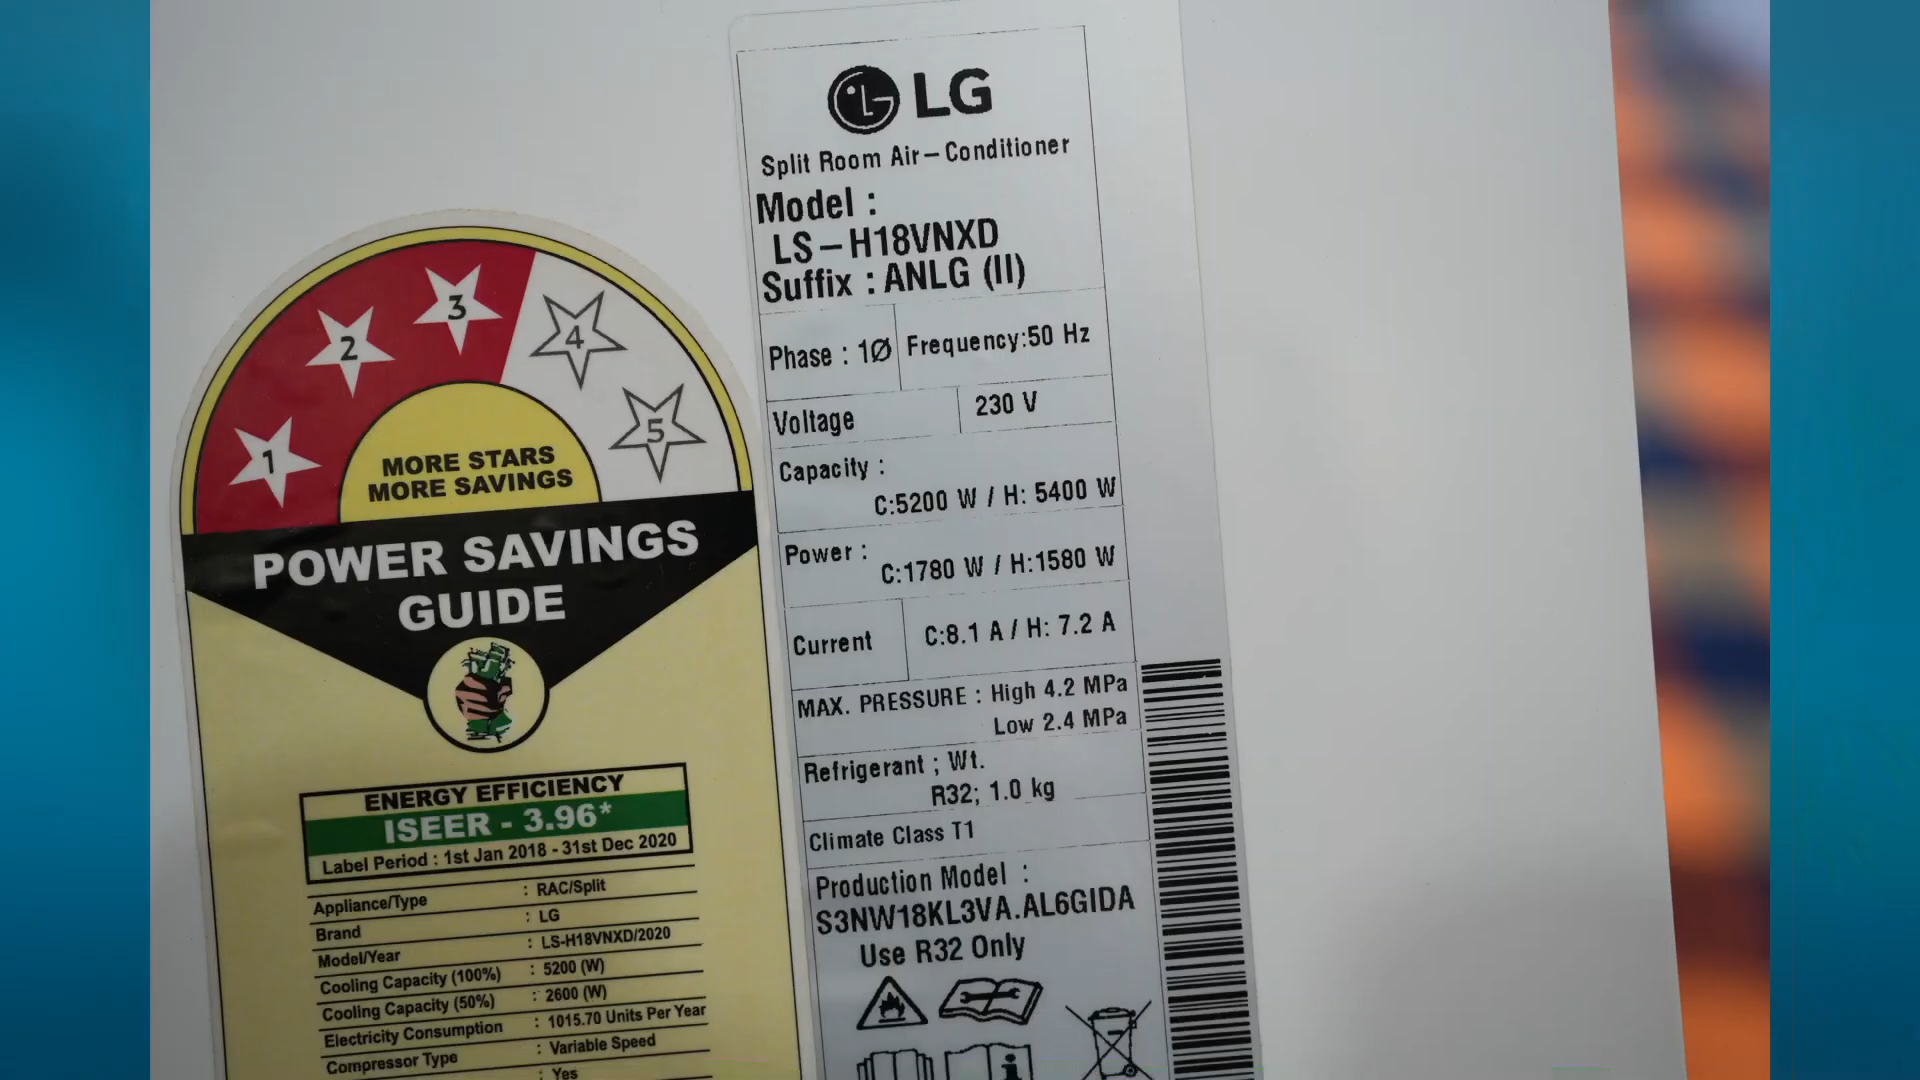 1
2
3
4
5
MORE STARS
MORE SAVINGS
POWER SAVINGS
GUIDE
ENERGY EFFICIENCY
ISEER - 3.96*
Label Period : 1st Jan 2018 - 31st Dec 2020
Appliance/Type : RAC/Split
Brand : LG
Model/Year : LS-H18VNXD/2020
Cooling Capacity (100%) : 5200 (W)
Cooling Capacity (50%) : 2600 (W)
Electricity Consumption : 1015.70 Units Per Year
Compressor Type : Variable Speed
: Yes
LG
Split Room Air-Conditioner
Model :
LS-H18VNXD
Suffix : ANLG (II)
Phase : 1Ø Frequency:50 Hz
Voltage 230 V
Capacity :
C:5200 W / H: 5400 W
Power :
C:1780 W / H:1580 W
Current C:8.1 A / H: 7.2 A
MAX. PRESSURE : High 4.2 MPa
Low 2.4 MPa
Refrigerant ; Wt.
R32; 1.0 kg
Climate Class T1
Production Model :
S3NW18KL3VA.AL6GIDA
Use R32 Only